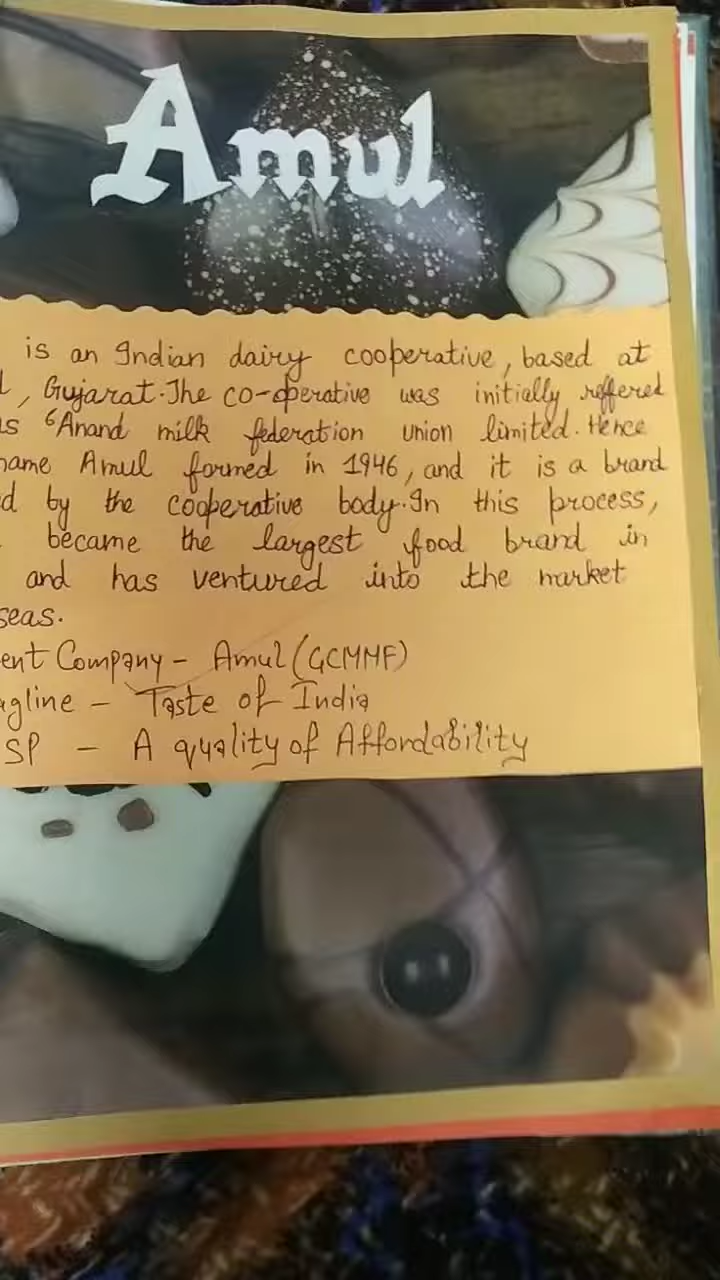 Amul
is an Indian dairy cooperative, based at
, Gujarat. The co-operative was initially reffered
as 'Anand milk federation union limited. Hence
name Amul formed in 1946, and it is a brand
d by the cooperative body. In this process,
became the largest food brand in
and has ventured into the market
seas.
ent Company - Amul (GCMMF)
agline - Taste of India
SP - A quality of Affordability